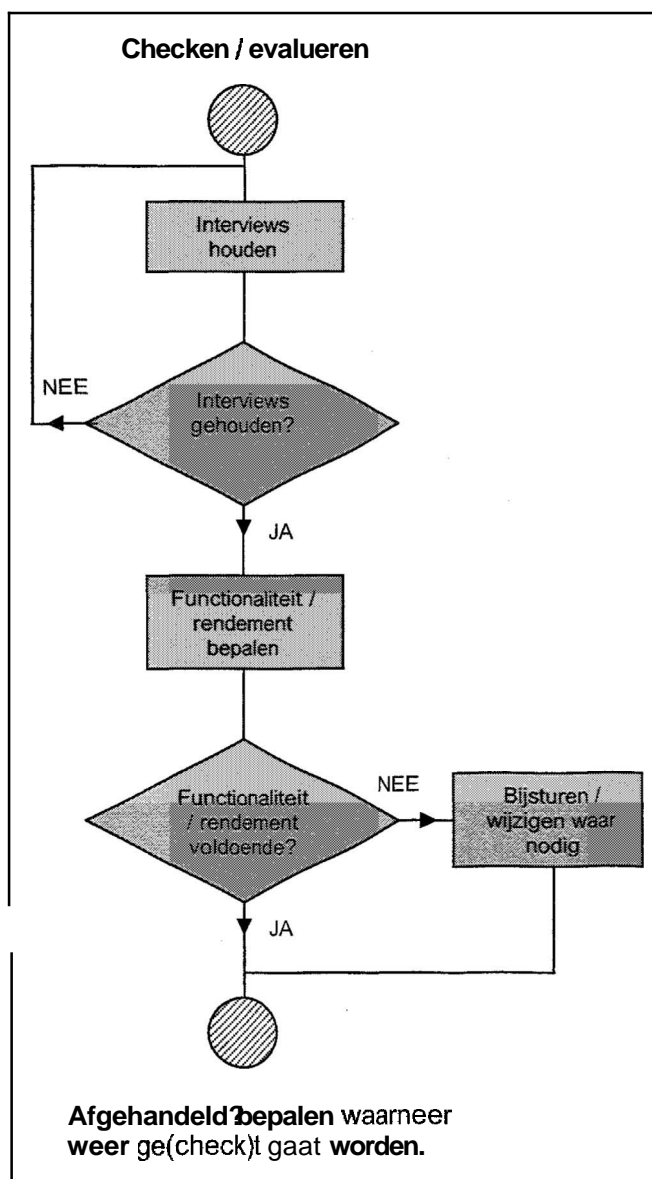 Checken / evalueren
Interviews
houden
NEE
Interviews
gehouden?
JA
Functionaliteit /
rendement
bepalen
Functionaliteit
/ rendement
voldoende?
NEE
Bijsturen /
wijzigen waar
nodig
JA
Afgehandeld? bepalen waarneer
weer ge(check)t gaat worden.